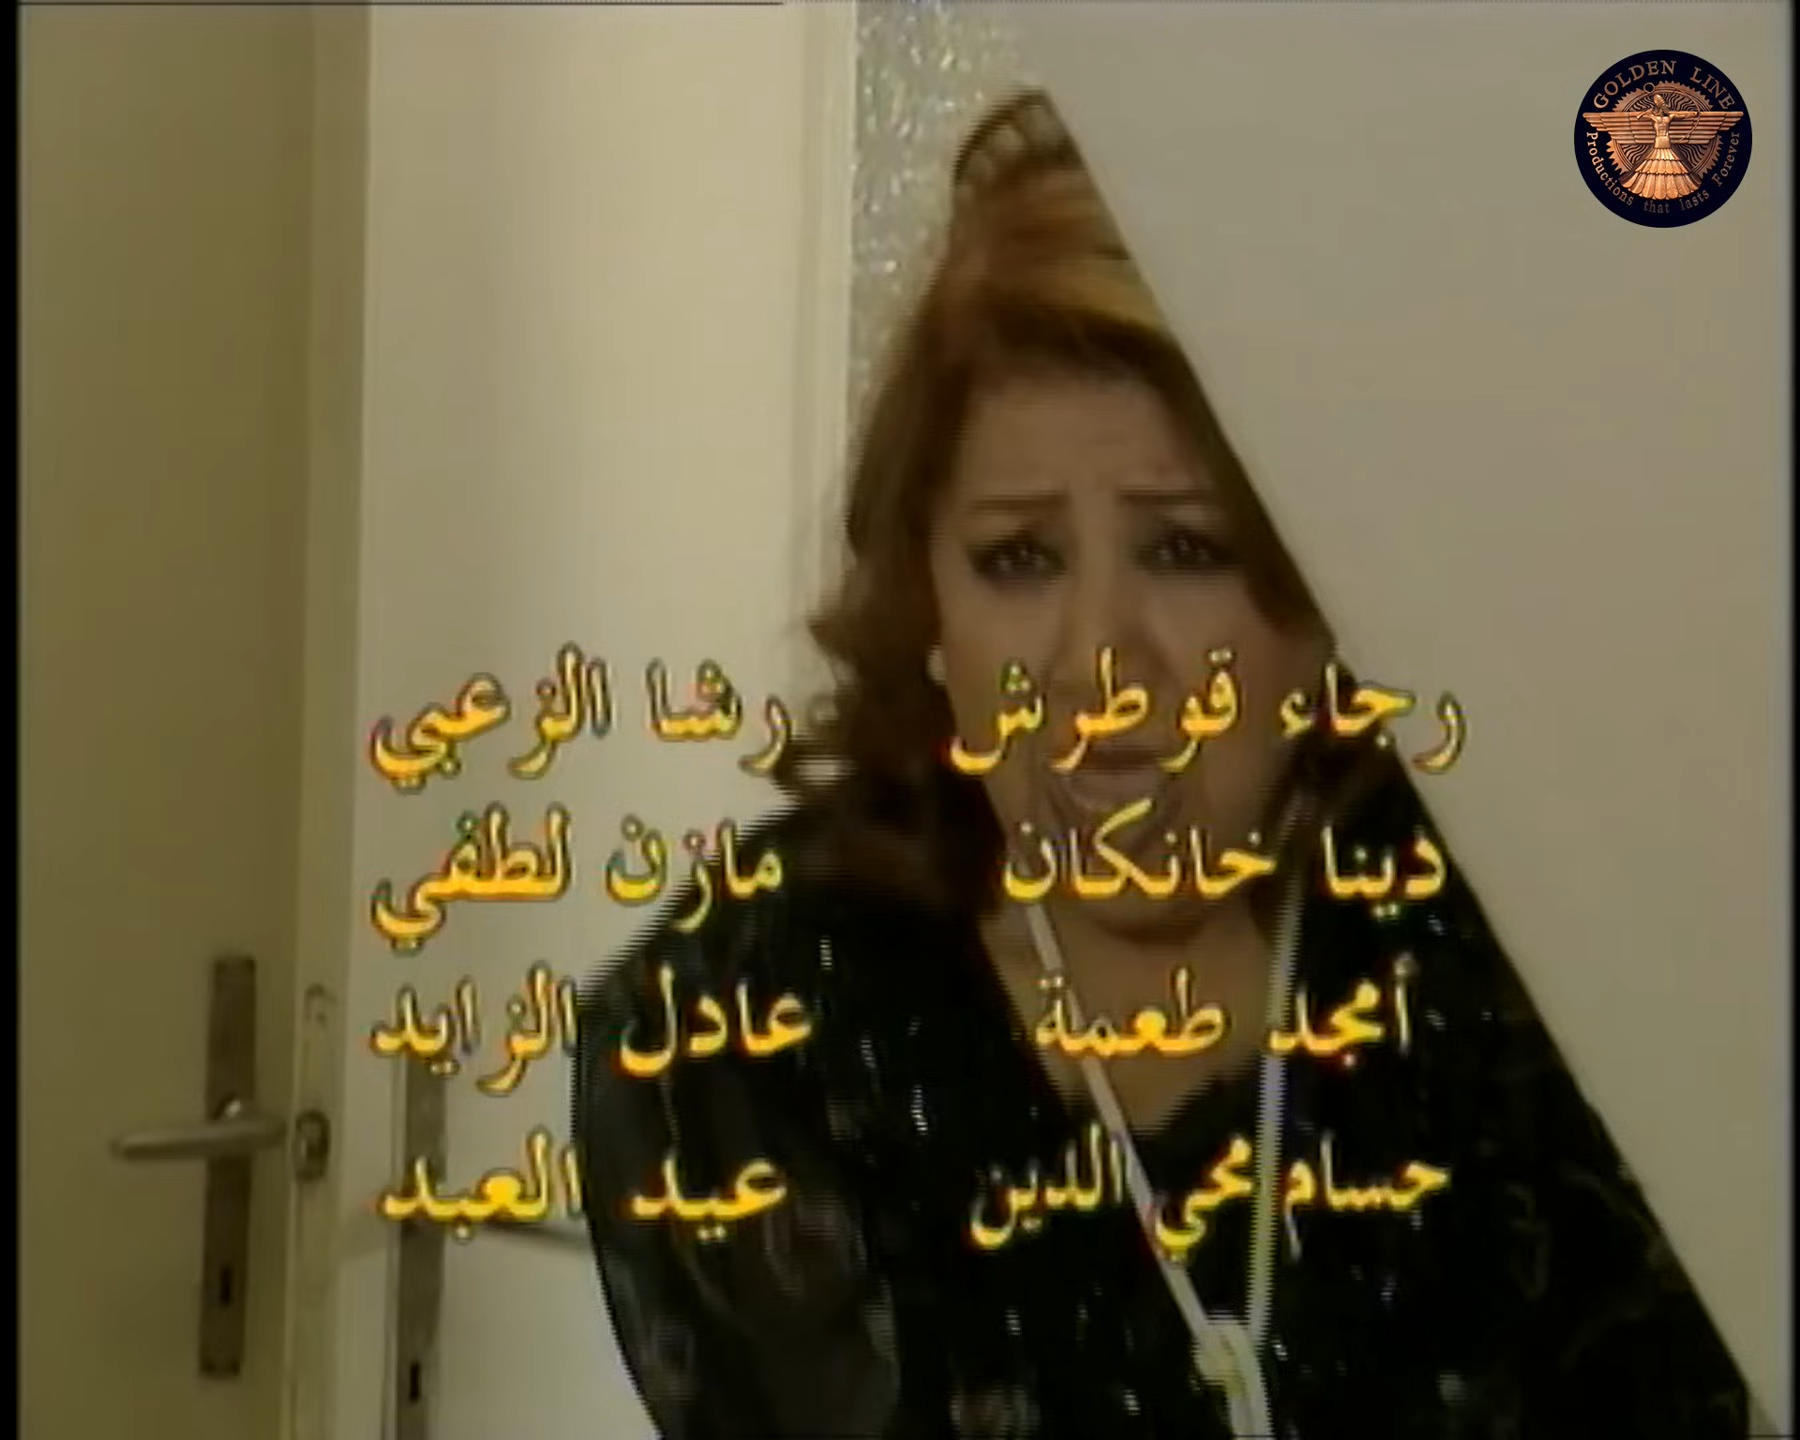 GOLDEN LINE
Productions that lasts Forever
رجاء قوطرش رشا الزعبي
دينا خانكان مازن لطفي
أمجد طعمة عادل الزايد
حسام محي الدين عيد العبد